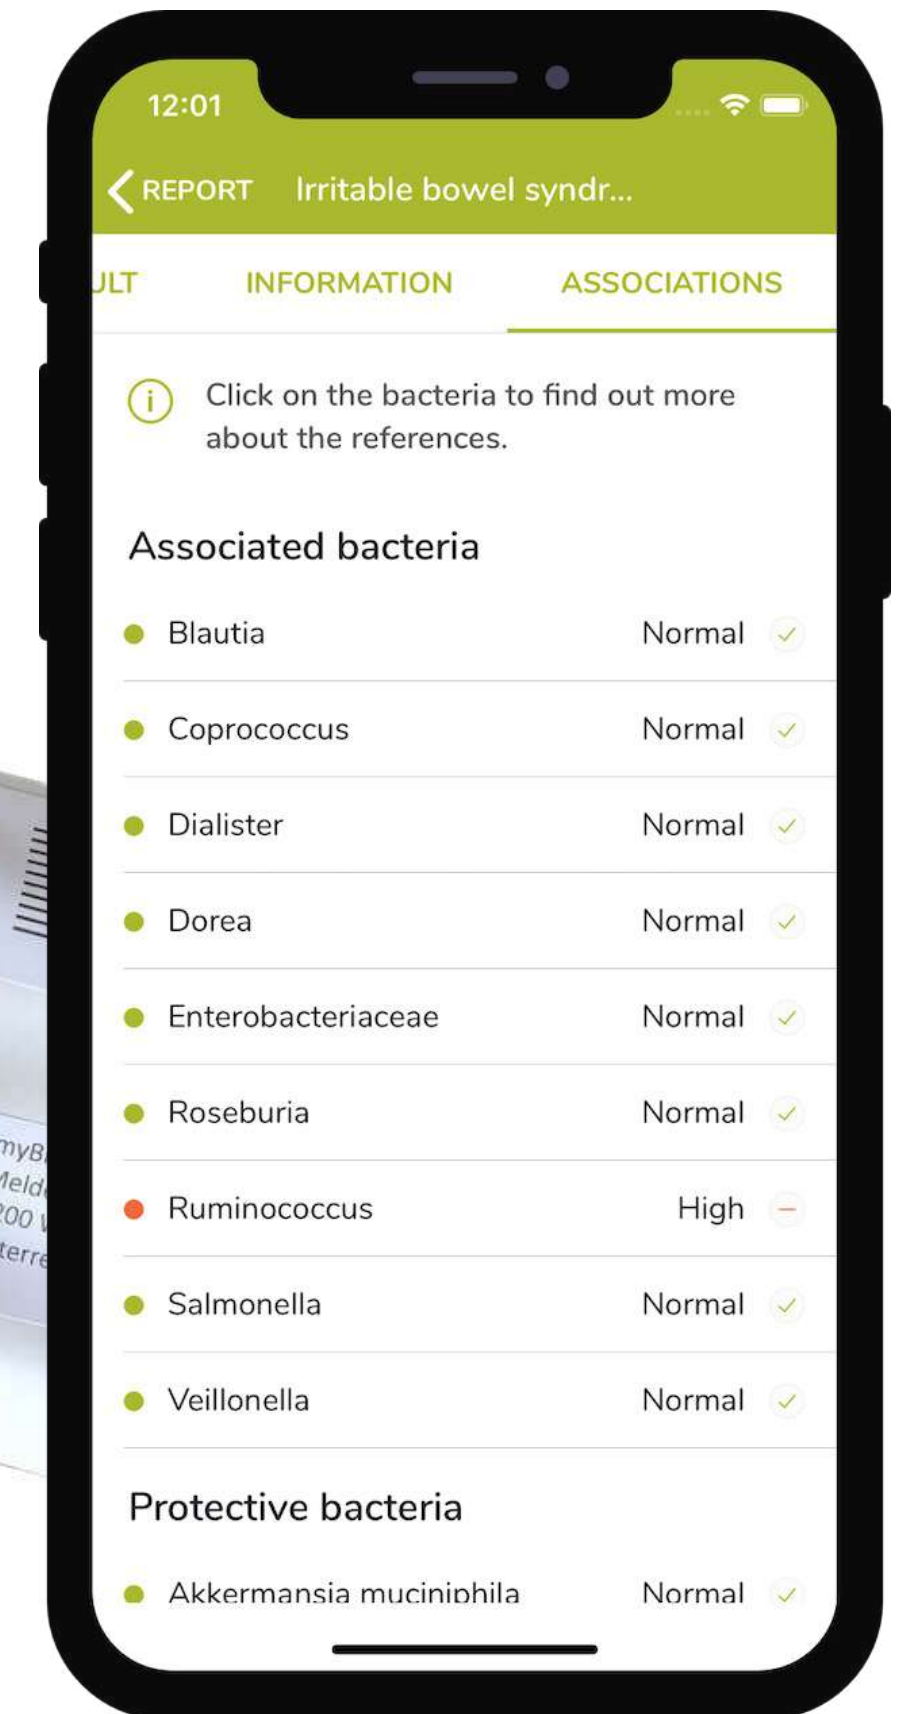 12:01
REPORT Irritable bowel syndr...
ULT INFORMATION ASSOCIATIONS
Click on the bacteria to find out more
about the references.
Associated bacteria
Blautia Normal
Coprococcus Normal
Dialister Normal
Dorea Normal
Enterobacteriaceae Normal
Roseburia Normal
Ruminococcus High
Salmonella Normal
Veillonella Normal
Protective bacteria
Akkermansia muciniphila Normal